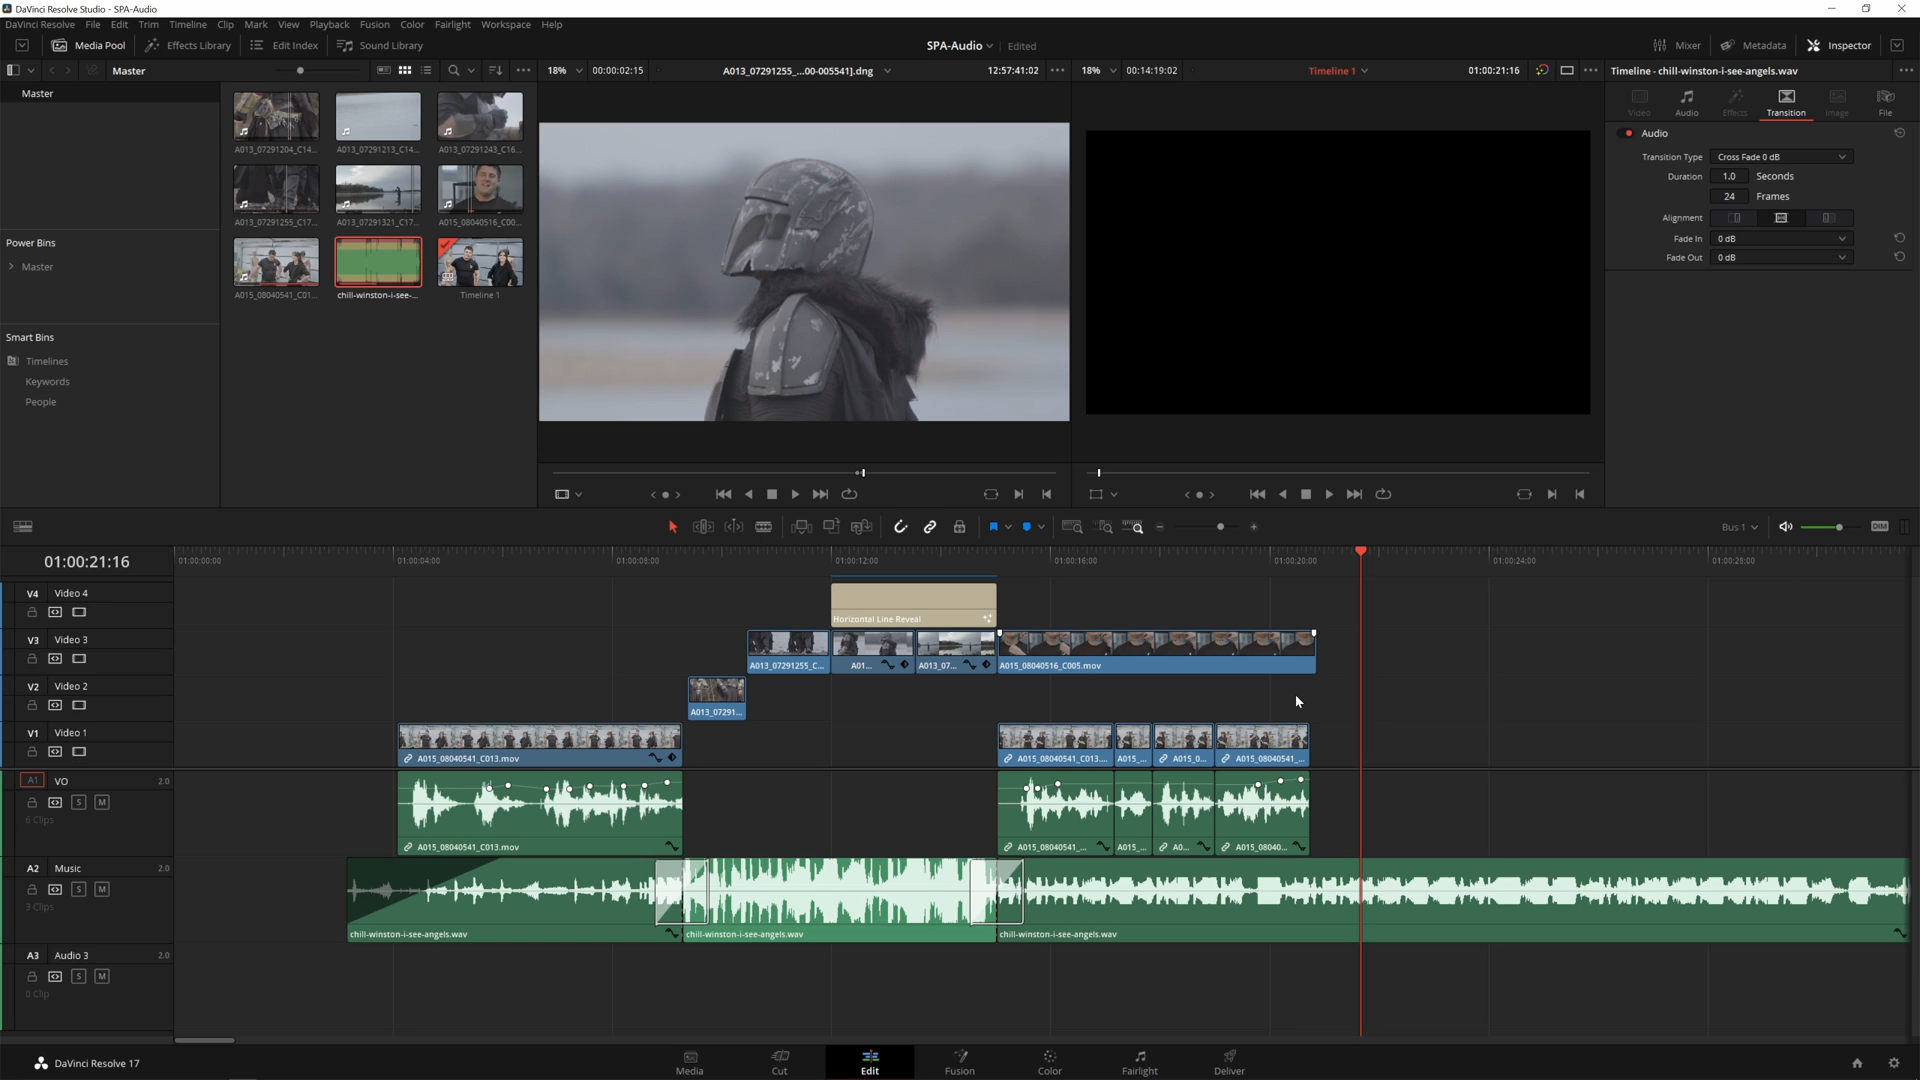 DaVinci Resolve Studio - SPA-Audio
DaVinci Resolve File Edit Trim Timeline Clip Mark View Playback Fusion Color Fairlight Workspace Help
Media Pool Effects Library Edit Index Sound Library SPA-Audio Edited Mixer Metadata Inspector
Master 18% 00:00:02:15 A013_07291255_...00-005541].dng 12:57:41:02 18% 00:14:19:02 Timeline 1 01:00:21:16 Timeline - chill-winston-i-see-angels.wav
Master
Video Audio Effects Transition Image File
Audio
A013_07291204_C14... A013_07291213_C14... A013_07291243_C16...
Transition Type Cross Fade 0 dB
Duration 1.0 Seconds
24 Frames
Alignment
A013_07291255_C17... A013_07291321_C17... A015_08040516_C00...
Fade In 0 dB
Power Bins
Fade Out 0 dB
Master
A015_08040541_C01... chill-winston-i-see-... Timeline 1
Smart Bins
Timelines
Keywords
People
Bus 1 DIM
01:00:21:16 01:00:00:00 01:00:04:00 01:00:08:00 01:00:12:00 01:00:16:00 01:00:20:00 01:00:24:00 01:00:28:00
V4 Video 4
Horizontal Line Reveal
V3 Video 3
A013_07291255_C... A01... A013_07... A015_08040516_C005.mov
V2 Video 2
A013_07291...
V1 Video 1
A015_08040541_C013.mov A015_08040541_C013.... A015_... A015_0... A015_08040541_...
A1 VO 2.0
S M
6 Clips
A015_08040541_C013.mov A015_08040541_... A015_... A0... A015_08040...
A2 Music 2.0
S M
3 Clips
chill-winston-i-see-angels.wav chill-winston-i-see-angels.wav chill-winston-i-see-angels.wav
A3 Audio 3 2.0
S M
0 Clip
DaVinci Resolve 17 Media Cut Edit Fusion Color Fairlight Deliver